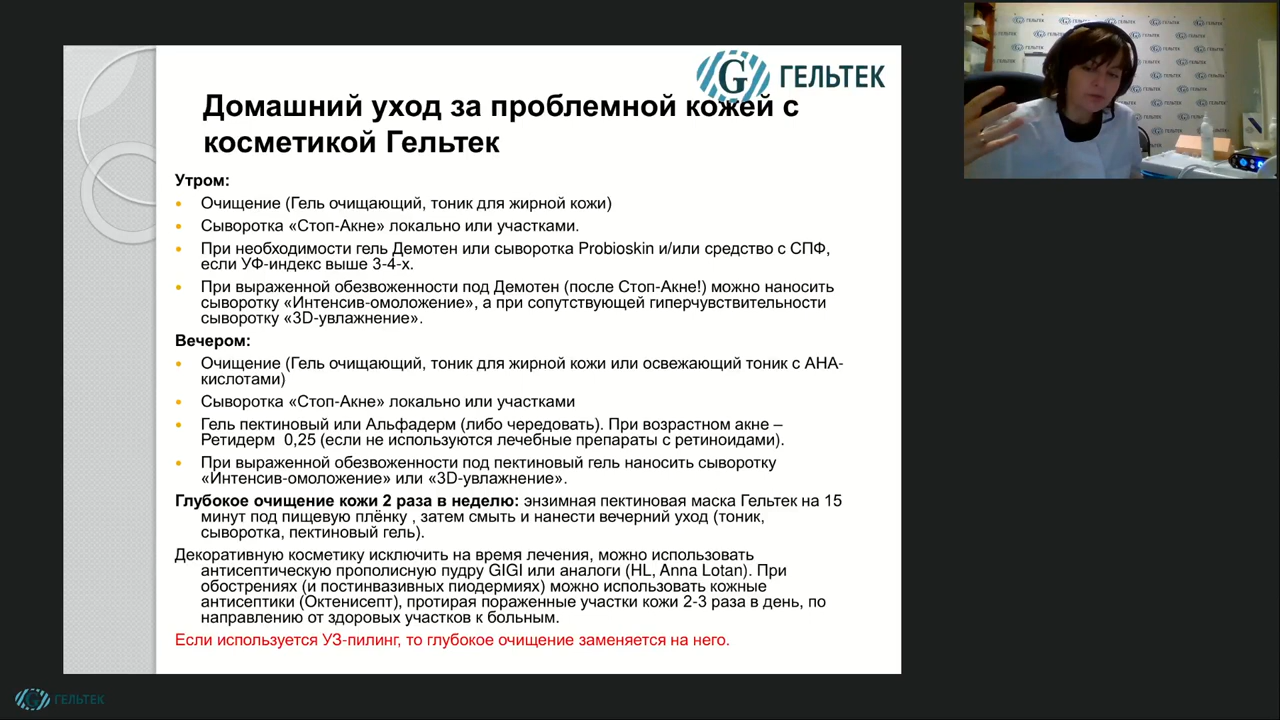 ГЕЛЬТЕК
Домашний уход за проблемной кожей с
косметикой Гельтек
Утром:
• Очищение (Гель очищающий, тоник для жирной кожи)
• Сыворотка «Стоп-Акне» локально или участками.
• При необходимости гель Демотен или сыворотка Probioskin и/или средство с СПФ,
если УФ-индекс выше 3-4-х.
• При выраженной обезвоженности под Демотен (после Стоп-Акне!) можно наносить
сыворотку «Интенсив-омоложение», а при сопутствующей гиперчувствительности
сыворотку «3D-увлажнение».
Вечером:
• Очищение (Гель очищающий, тоник для жирной кожи или освежающий тоник с АНА-
кислотами)
• Сыворотка «Стоп-Акне» локально или участками
• Гель пектиновый или Альфадерм (либо чередовать). При возрастном акне –
Ретидерм 0,25 (если не используются лечебные препараты с ретиноидами).
• При выраженной обезвоженности под пектиновый гель наносить сыворотку
«Интенсив-омоложение» или «3D-увлажнение».
Глубокое очищение кожи 2 раза в неделю: энзимная пектиновая маска Гельтек на 15
минут под пищевую плёнку , затем смыть и нанести вечерний уход (тоник,
сыворотка, пектиновый гель).
Декоративную косметику исключить на время лечения, можно использовать
антисептическую прополисную пудру GIGI или аналоги (HL, Anna Lotan). При
обострениях (и постинвазивных пиодермиях) можно использовать кожные
антисептики (Октенисепт), протирая пораженные участки кожи 2-3 раза в день, по
направлению от здоровых участков к больным.
Если используется УЗ-пилинг, то глубокое очищение заменяется на него.
ГЕЛЬТЕК